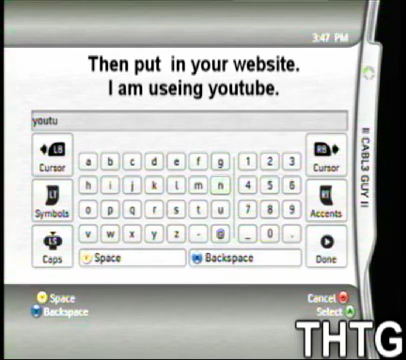 3:47 PM
Then put in your website.
I am useing youtube.
youtu
LB
Cursor
a b c d e f g 1 2 3
RB
Cursor
LT
Symbols
h i j k l m n 4 5 6
o p q r s t u 7 8 9
RT
Accents
LS
Caps
v w x y z - @ _ 0 .
Y Space
X Backspace
Done
II CABL3 GUY II
Y Space
X Backspace
Cancel B
Select A
THTG